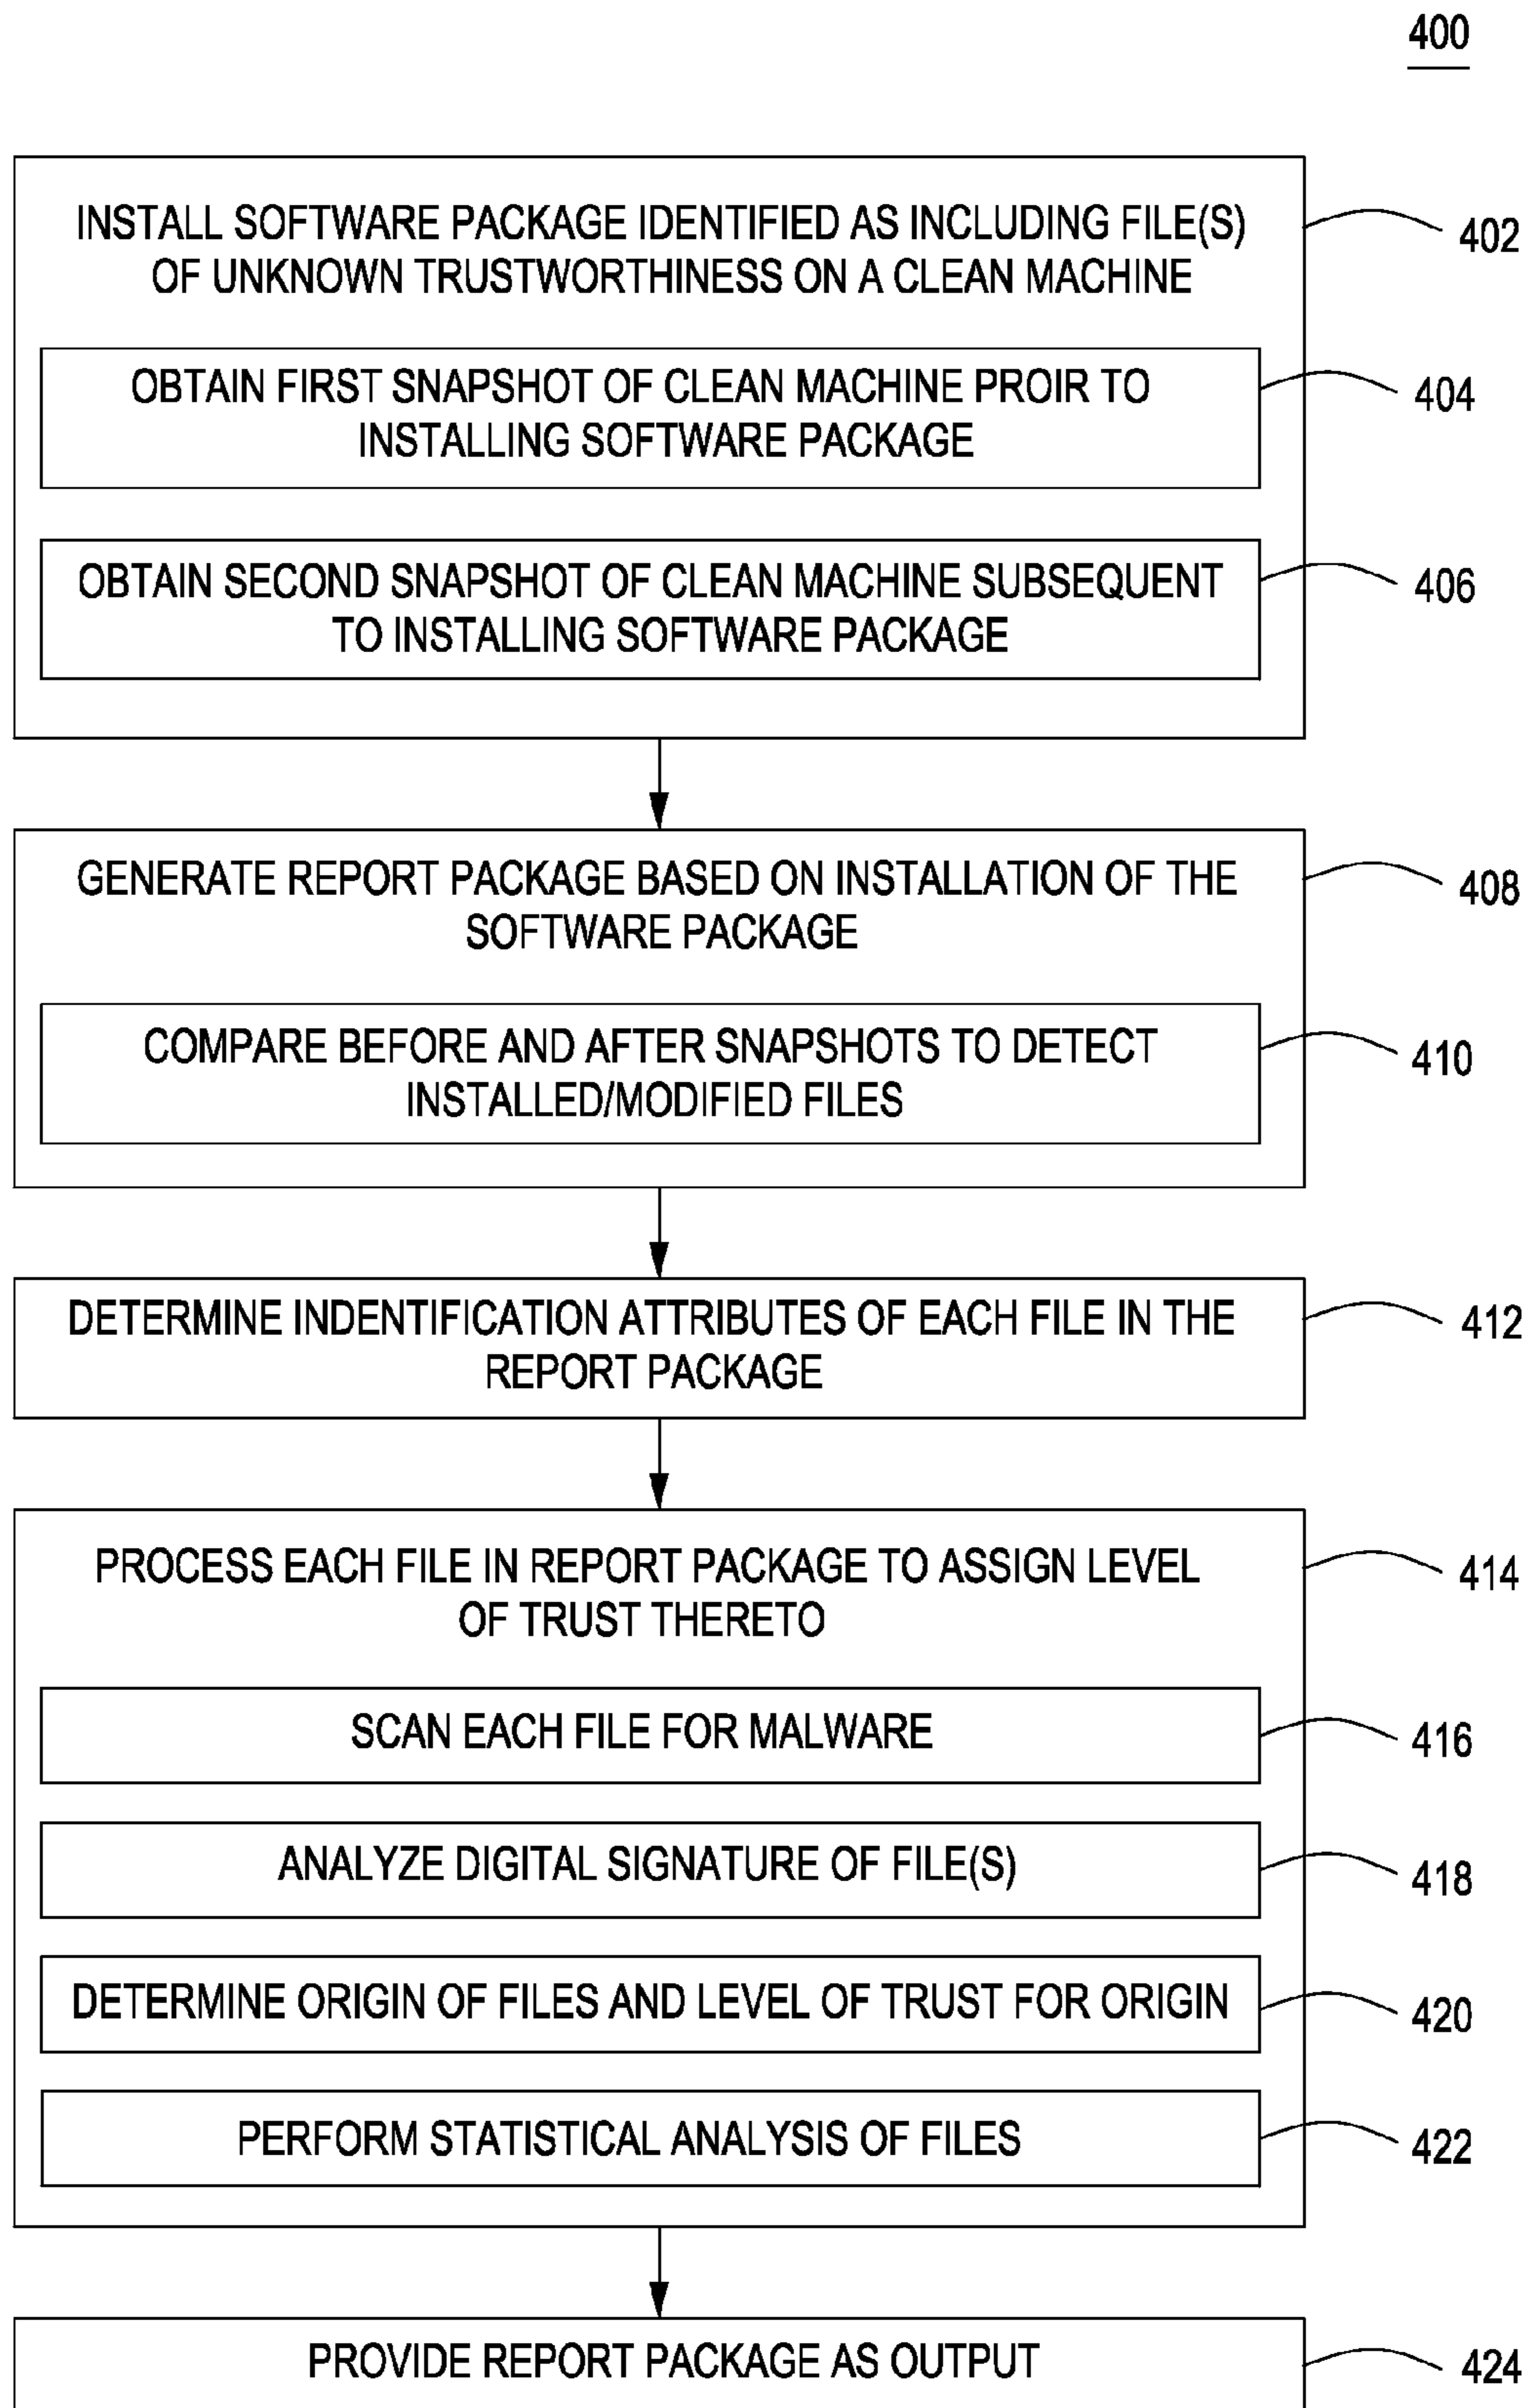 400
INSTALL SOFTWARE PACKAGE IDENTIFIED AS INCLUDING FILE(S)
OF UNKNOWN TRUSTWORTHINESS ON A CLEAN MACHINE
402
OBTAIN FIRST SNAPSHOT OF CLEAN MACHINE PROIR TO
INSTALLING SOFTWARE PACKAGE
404
OBTAIN SECOND SNAPSHOT OF CLEAN MACHINE SUBSEQUENT
TO INSTALLING SOFTWARE PACKAGE
406
GENERATE REPORT PACKAGE BASED ON INSTALLATION OF THE
SOFTWARE PACKAGE
408
COMPARE BEFORE AND AFTER SNAPSHOTS TO DETECT
INSTALLED/MODIFIED FILES
410
DETERMINE INDENTIFICATION ATTRIBUTES OF EACH FILE IN THE
REPORT PACKAGE
412
PROCESS EACH FILE IN REPORT PACKAGE TO ASSIGN LEVEL
OF TRUST THERETO
414
SCAN EACH FILE FOR MALWARE
416
ANALYZE DIGITAL SIGNATURE OF FILE(S)
418
DETERMINE ORIGIN OF FILES AND LEVEL OF TRUST FOR ORIGIN
420
PERFORM STATISTICAL ANALYSIS OF FILES
422
PROVIDE REPORT PACKAGE AS OUTPUT
424